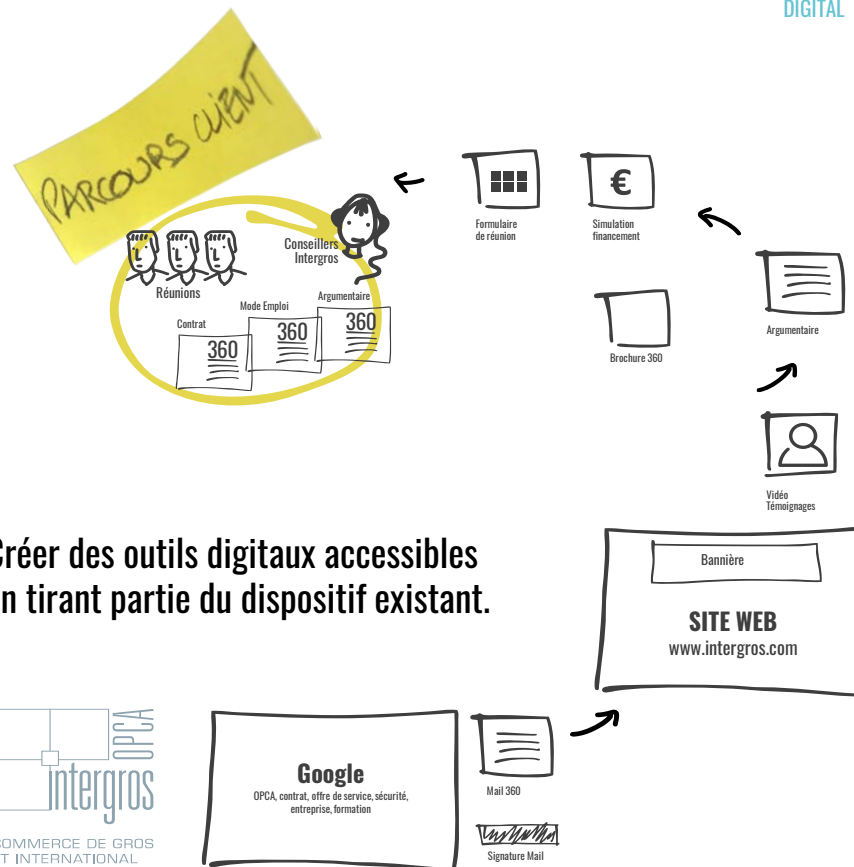 DIGITAL
PARCOURS CLIENT
Formulaire
de réunion
Simulation
financement
€
Conseillers
Intergros
Réunions
Argumentaire
Mode Emploi
Contrat
360
360
360
Argumentaire
Brochure 360
Vidéo
Témoignages
Créer des outils digitaux accessibles
en tirant partie du dispositif existant.
Bannière
SITE WEB
www.intergros.com
OPCA
intergros
COMMERCE DE GROS
ET INTERNATIONAL
Google
OPCA, contrat, offre de service, sécurité,
entreprise, formation
Mail 360
Signature Mail